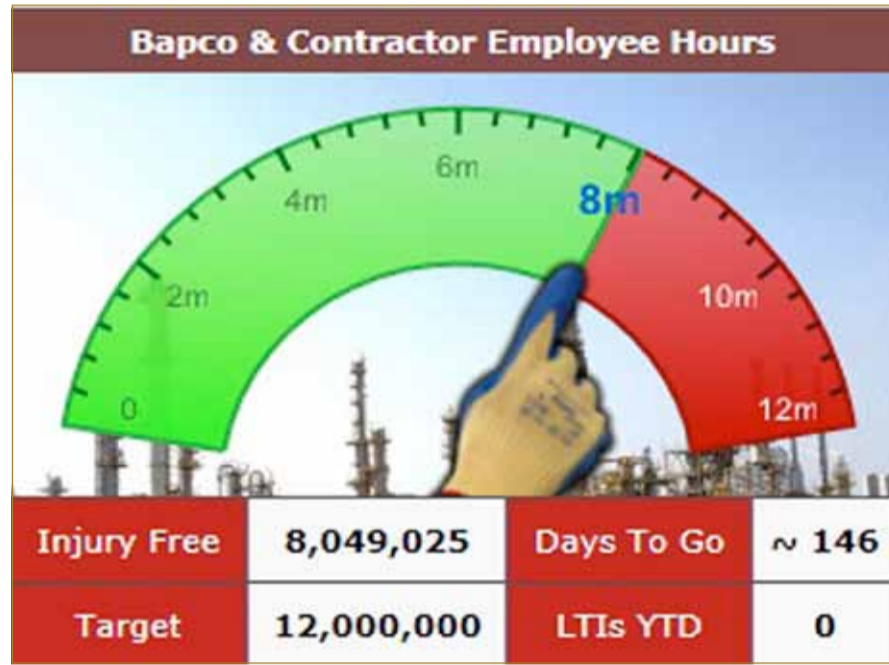 Bapco & Contractor Employee Hours
0
2m
4m
6m
8m
10m
12m
Injury Free 8,049,025 Days To Go ~ 146
Target 12,000,000 LTIs YTD 0